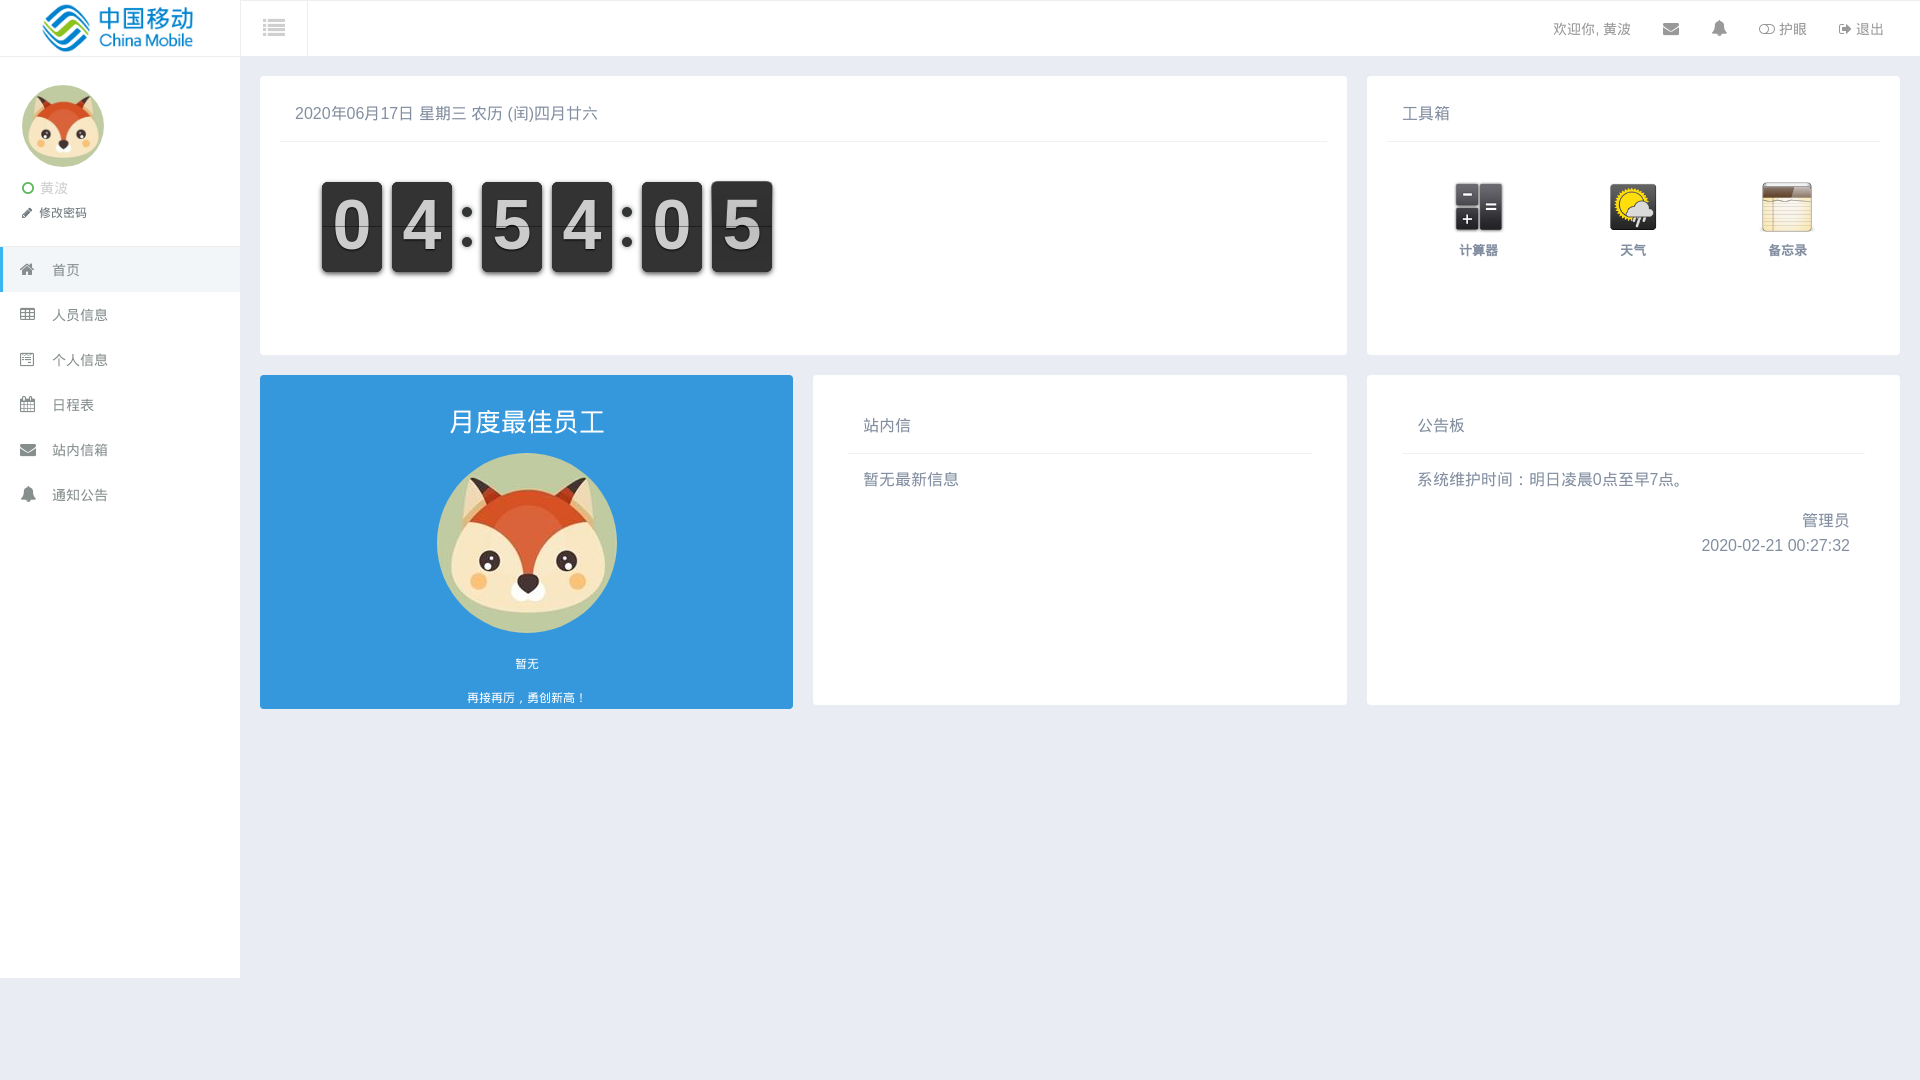 中国移动
China Mobile
欢迎你, 黄波
护眼
退出
黄波
修改密码
首页
人员信息
个人信息
日程表
站内信箱
通知公告
2020年06月17日 星期三 农历 (闰)四月廿六
04:54:05
工具箱
计算器
天气
备忘录
月度最佳员工
暂无
再接再厉，勇创新高！
站内信
暂无最新信息
公告板
系统维护时间：明日凌晨0点至早7点。
管理员
2020-02-21 00:27:32